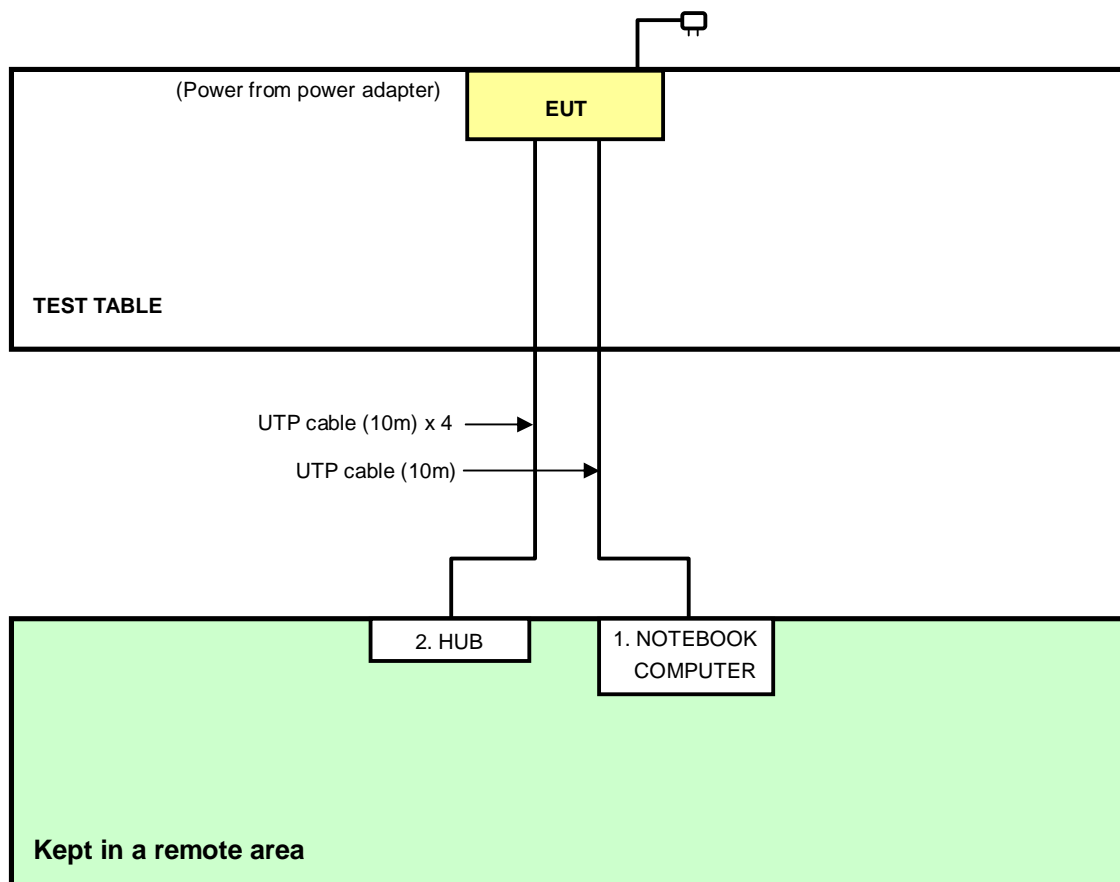 (Power from power adapter)
EUT
TEST TABLE
UTP cable (10m) x 4
UTP cable (10m)
2. HUB
1. NOTEBOOK
COMPUTER
Kept in a remote area